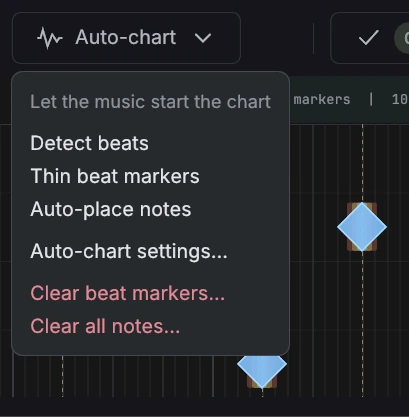 Auto-chart
Let the music start the chart
markers | 10
Detect beats
Thin beat markers
Auto-place notes
Auto-chart settings...
Clear beat markers...
Clear all notes...